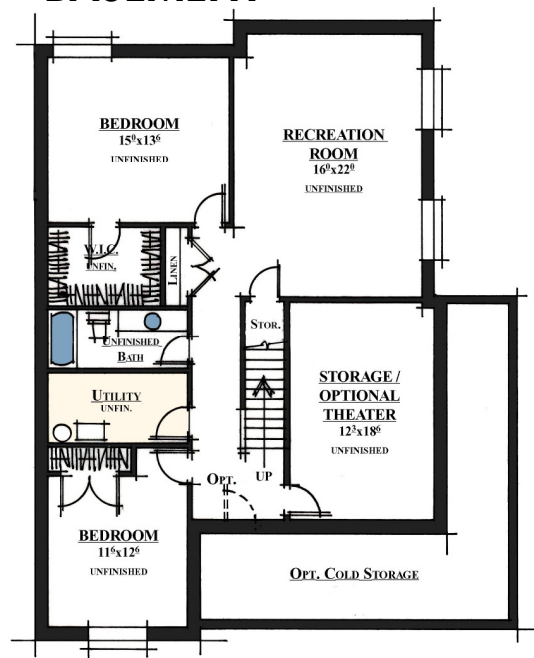 BASEMENT
BEDROOM
15⁰x13⁶
UNFINISHED
RECREATION
ROOM
16⁰x22⁰
UNFINISHED
W.I.C.
UNFIN.
LINEN
STOR.
UNFINISHED
BATH
UTILITY
UNFIN.
STORAGE /
OPTIONAL
THEATER
12³x18⁶
UNFINISHED
OPT.
UP
BEDROOM
11⁶x12⁶
UNFINISHED
OPT. COLD STORAGE